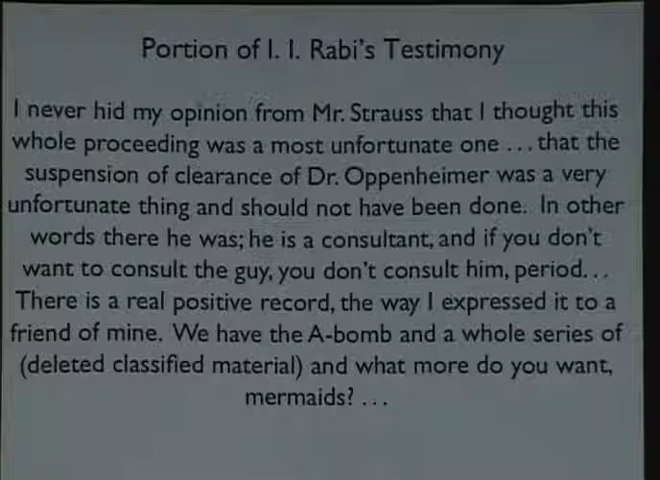 Portion of I. I. Rabi's Testimony
I never hid my opinion from Mr. Strauss that I thought this
whole proceeding was a most unfortunate one ... that the
suspension of clearance of Dr. Oppenheimer was a very
unfortunate thing and should not have been done. In other
words there he was; he is a consultant, and if you don't
want to consult the guy, you don't consult him, period...
There is a real positive record, the way I expressed it to a
friend of mine. We have the A-bomb and a whole series of
(deleted classified material) and what more do you want,
mermaids? ...